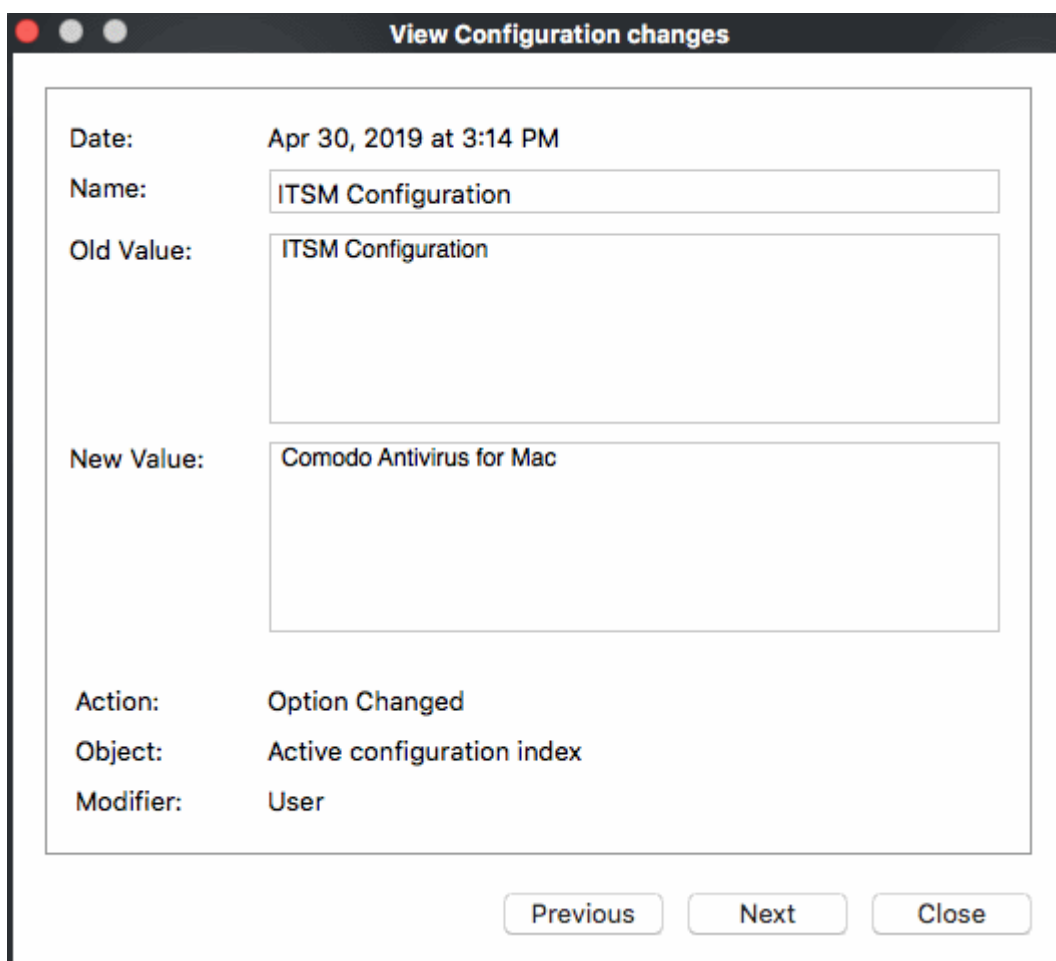 View Configuration changes
Date: Apr 30, 2019 at 3:14 PM
Name: ITSM Configuration
Old Value: ITSM Configuration
New Value: Comodo Antivirus for Mac
Action: Option Changed
Object: Active configuration index
Modifier: User
Previous Next Close